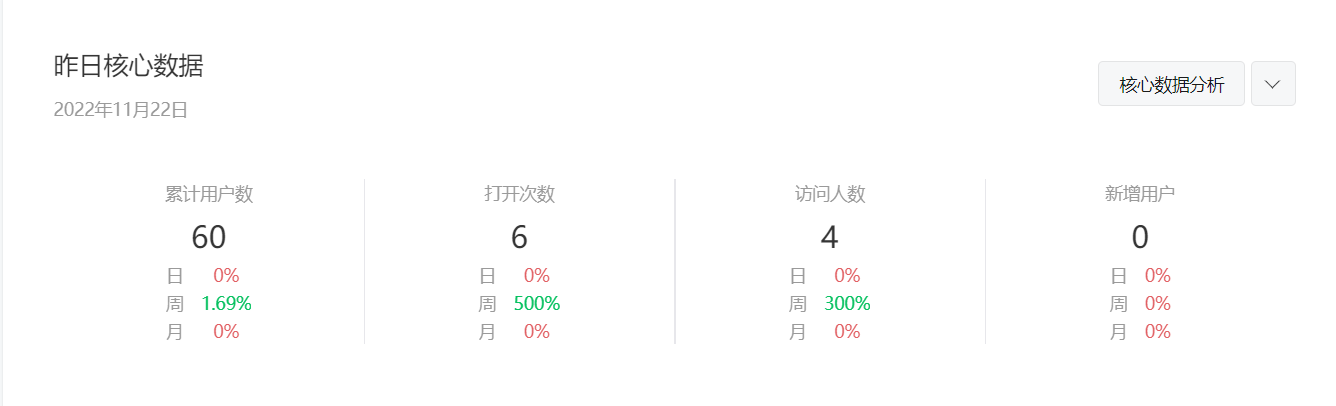 昨日核心数据
2022年11月22日
核心数据分析
累计用户数
60
日 0%
周 1.69%
月 0%
打开次数
6
日 0%
周 500%
月 0%
访问人数
4
日 0%
周 300%
月 0%
新增用户
0
日 0%
周 0%
月 0%